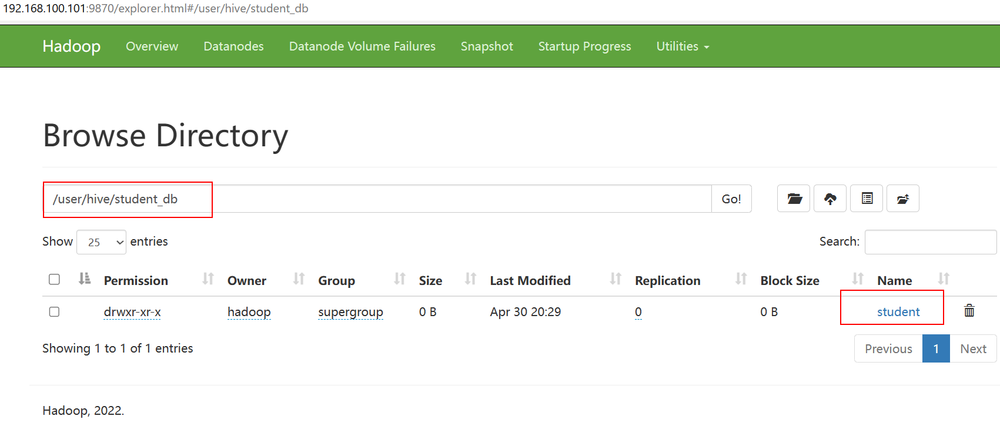 192.168.100.101:9870/explorer.html#/user/hive/student_db
Hadoop Overview Datanodes Datanode Volume Failures Snapshot Startup Progress Utilities
Browse Directory
/user/hive/student_db Go!
Show 25 entries Search:
Permission Owner Group Size Last Modified Replication Block Size Name
drwxr-xr-x hadoop supergroup 0 B Apr 30 20:29 0 0 B student
Showing 1 to 1 of 1 entries Previous 1 Next
Hadoop, 2022.